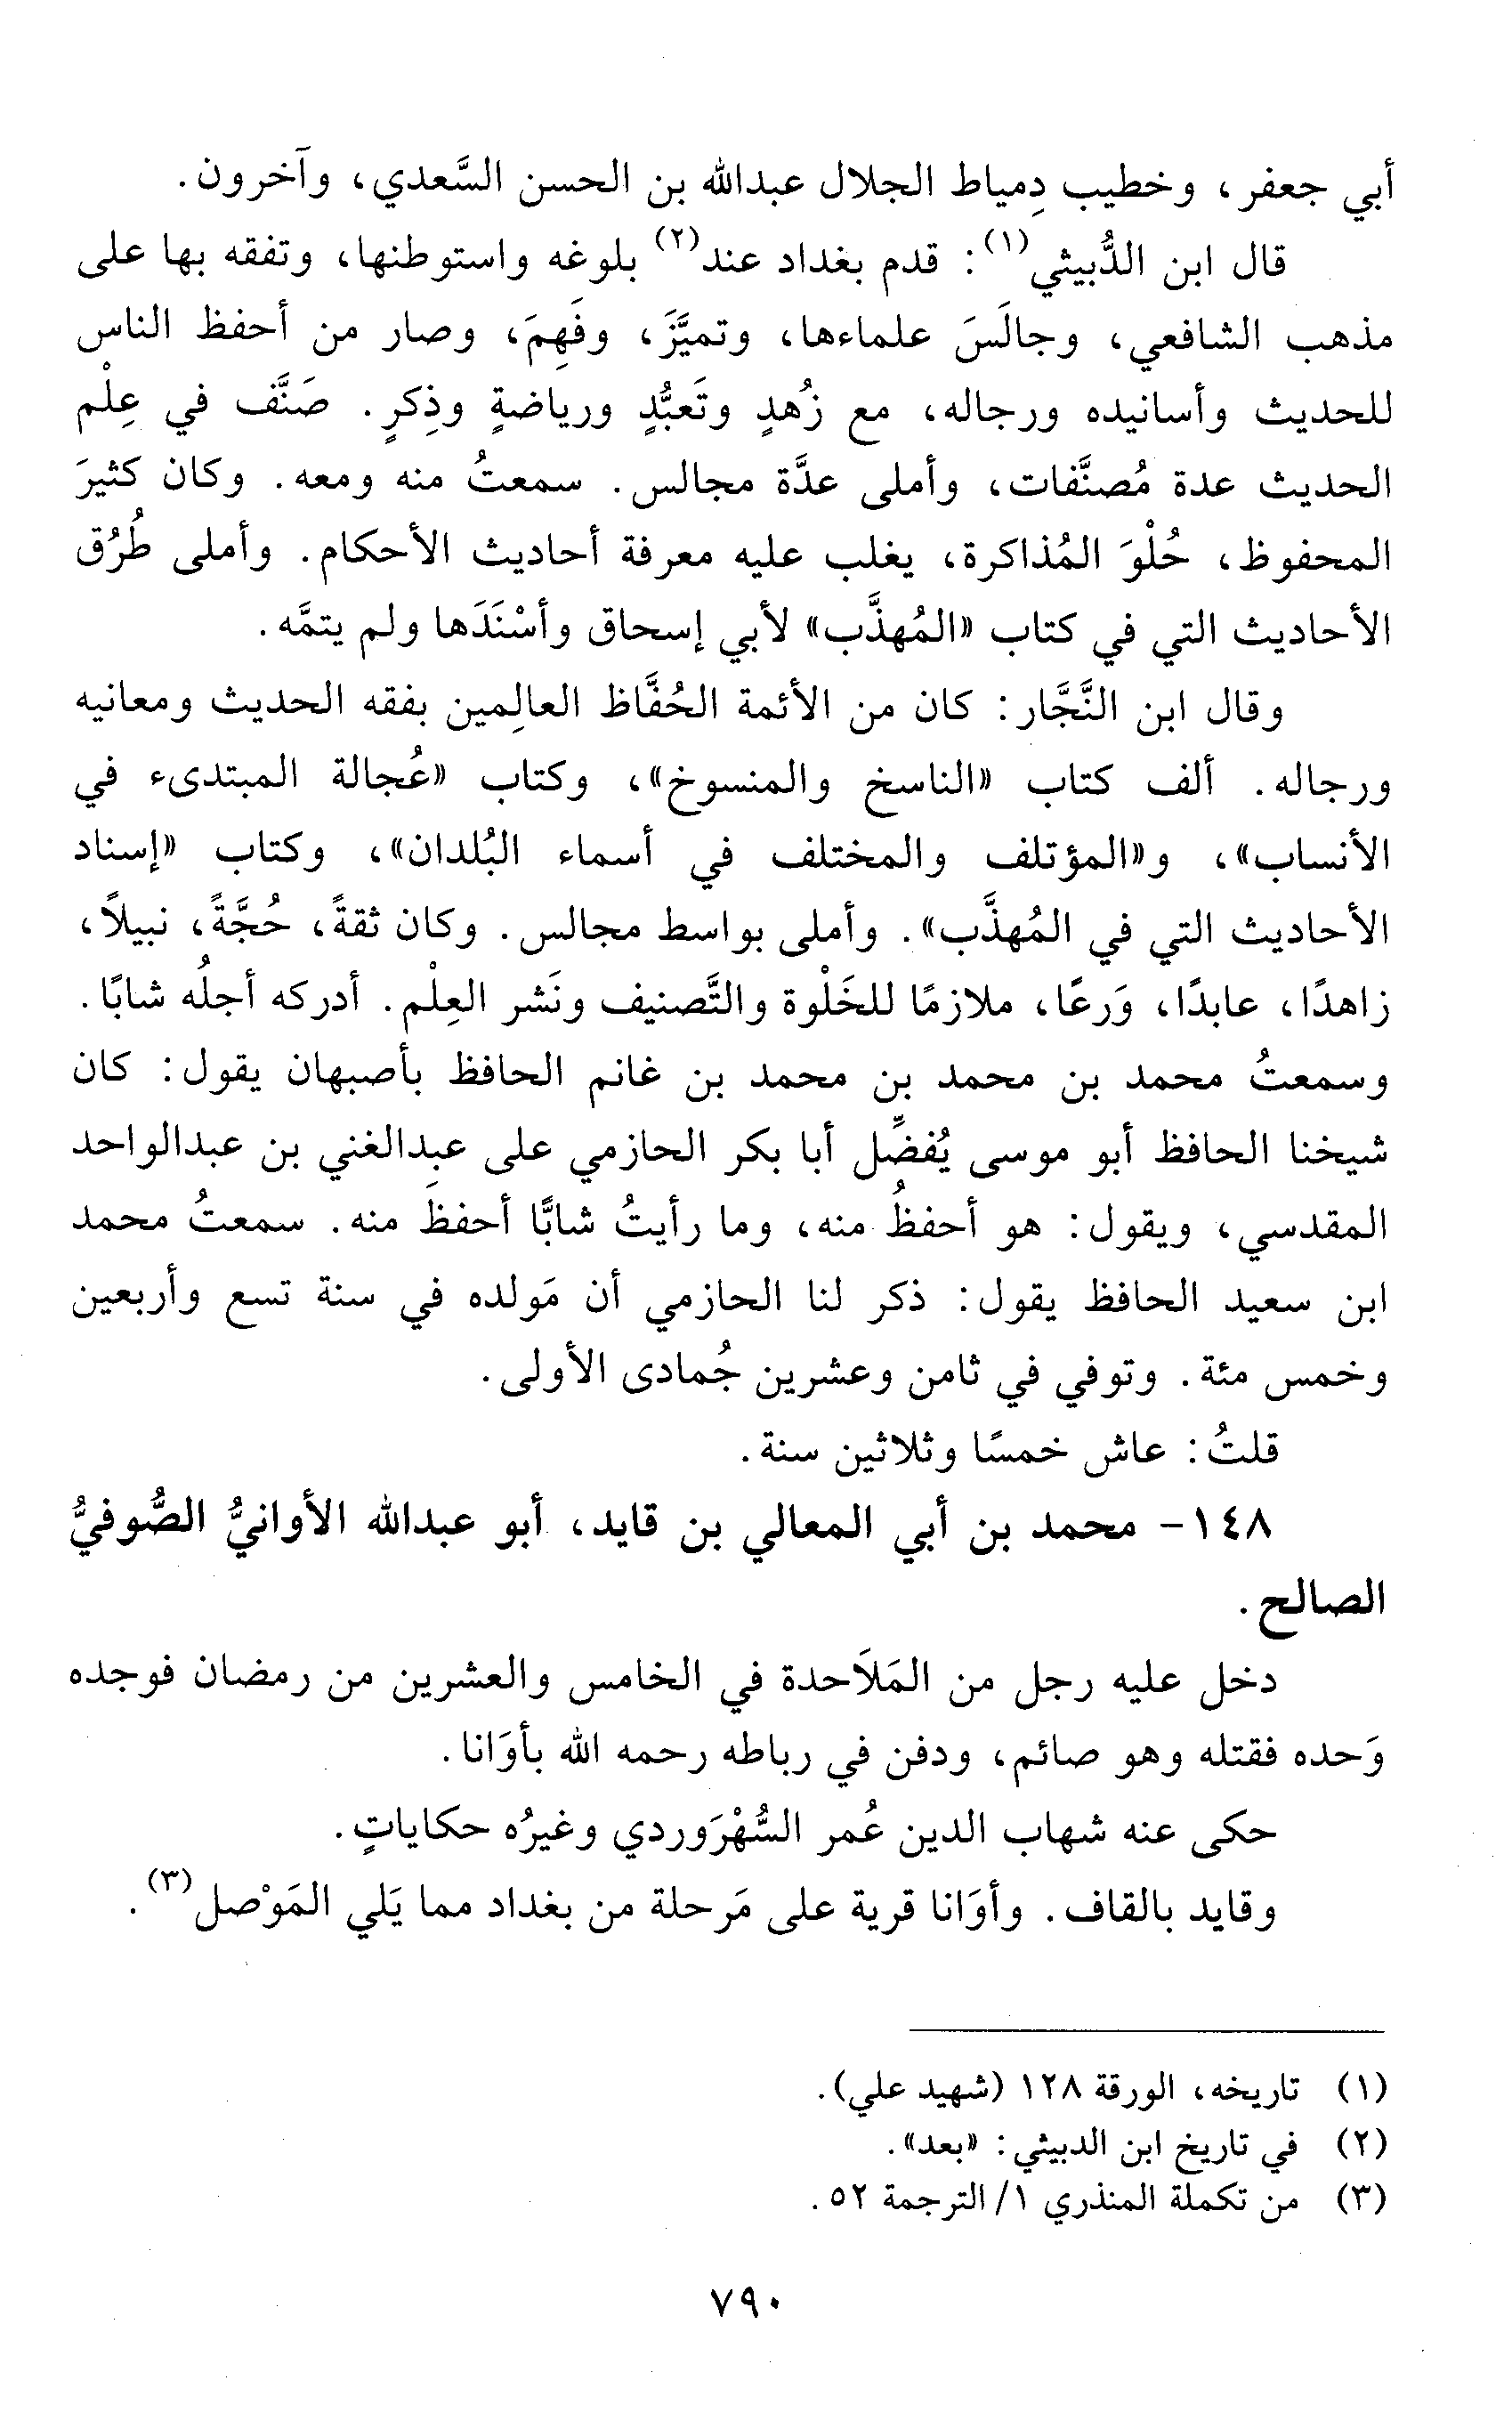 أبي جعفر، وخطيب دِمياط الجلال عبدالله بن الحسن السَّعدي، وآخرون.
قال ابن الدُّبيثي(١): قدم بغداد عند(٢) بلوغه واستوطنها، وتفقه بها على
مذهب الشافعي، وجالَسَ علماءها، وتميَّزَ، وفَهِمَ، وصار من أحفظ الناس
للحديث وأسانيده ورجاله، مع زُهدٍ وتَعبُّدٍ ورياضةٍ وذِكرٍ. صَنَّف في عِلْم
الحديث عدة مُصنَّفات، وأملى عدَّة مجالس. سمعتُ منه ومعه. وكان كثيرَ
المحفوظ، حُلْوَ المُذاكرة، يغلب عليه معرفة أحاديث الأحكام. وأملى طُرُق
الأحاديث التي في كتاب «المُهذَّب» لأبي إسحاق وأسْنَدَها ولم يتمَّه.
وقال ابن النَّجَّار: كان من الأئمة الحُفَّاظ العالِمين بفقه الحديث ومعانيه
ورجاله. ألف كتاب «الناسخ والمنسوخ»، وكتاب «عُجالة المبتدىء في
الأنساب»، و«المؤتلف والمختلف في أسماء البُلدان»، وكتاب «إسناد
الأحاديث التي في المُهذَّب». وأملى بواسط مجالس. وكان ثقةً، حُجَّةً، نبيلاً،
زاهدًا، عابدًا، وَرعًا، ملازمًا للخَلْوة والتَّصنيف ونَشر العِلْم. أدركه أجلُه شابًا.
وسمعتُ محمد بن محمد بن محمد بن غانم الحافظ بأصبهان يقول: كان
شيخنا الحافظ أبو موسى يُفضِّل أبا بكر الحازمي على عبدِالغني بن عبدالواحد
المقدسي، ويقول: هو أحفظُ منه، وما رأيتُ شابًّا أحفظَ منه. سمعتُ محمد
ابن سعيد الحافظ يقول: ذكر لنا الحازمي أن مَولده في سنة تسع وأربعين
وخمس مئة. وتوفي في ثامن وعشرين جُمادى الأولى.
قلتُ: عاش خمسًا وثلاثين سنة.
١٤٨- محمد بن أبي المعالي بن قايد، أبو عبدالله الأوانيُّ الصُّوفيُّ
الصالح.
دخل عليه رجل من المَلاَحدة في الخامس والعشرين من رمضان فوجده
وَحده فقتله وهو صائم، ودفن في رباطه رحمه الله بأوَانا.
حكى عنه شهاب الدين عُمر السُّهْرَوردي وغيرُه حكاياتٍ.
وقايد بالقاف. وأوَانا قرية على مَرحلة من بغداد مما يَلي المَوْصل(٣).
(١) تاريخه، الورقة ١٢٨ (شهيد علي).
(٢) في تاريخ ابن الدبيثي: «بعد».
(٣) من تكملة المنذري ١/ الترجمة ٥٢.
٧٩٠